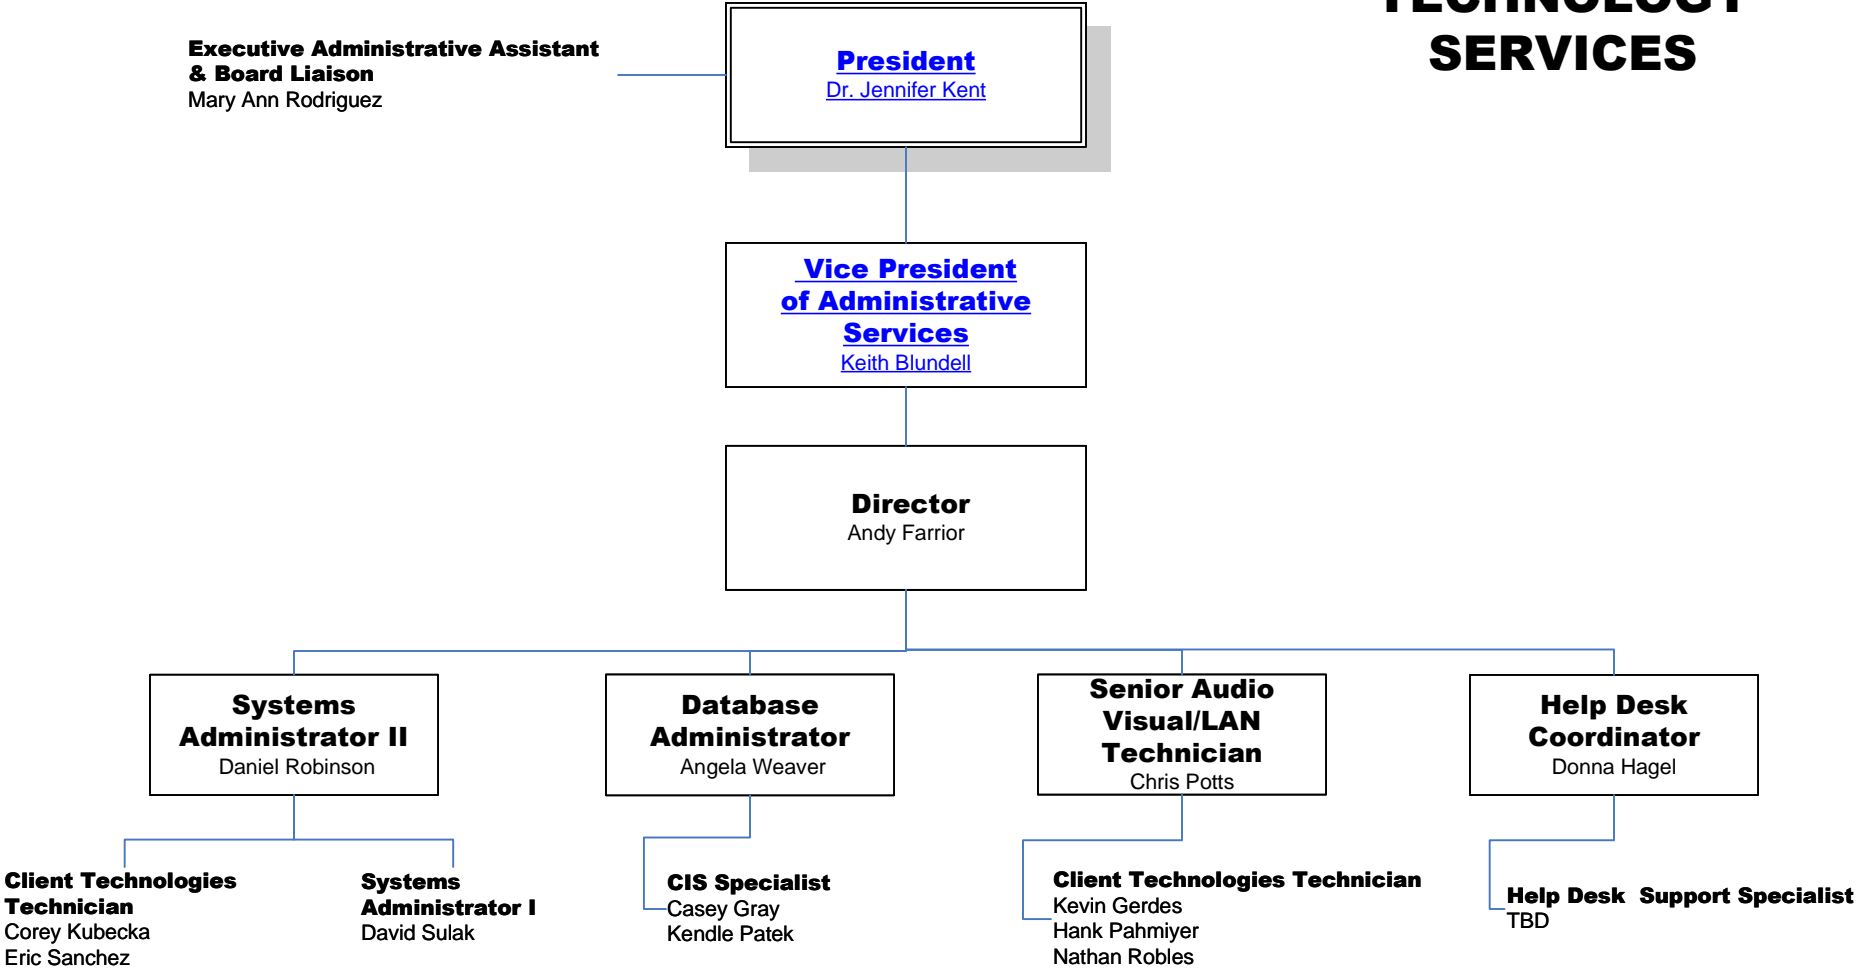 TECHNOLOGY
SERVICES
Executive Administrative Assistant
& Board Liaison
Mary Ann Rodriguez
President
Dr. Jennifer Kent
Vice President
of Administrative
Services
Keith Blundell
Director
Andy Farrior
Systems
Administrator II
Daniel Robinson
Database
Administrator
Angela Weaver
Senior Audio
Visual/LAN
Technician
Chris Potts
Help Desk
Coordinator
Donna Hagel
Client Technologies
Technician
Corey Kubecka
Eric Sanchez
Systems
Administrator I
David Sulak
CIS Specialist
Casey Gray
Kendle Patek
Client Technologies Technician
Kevin Gerdes
Hank Pahmiyer
Nathan Robles
Help Desk  Support Specialist
TBD